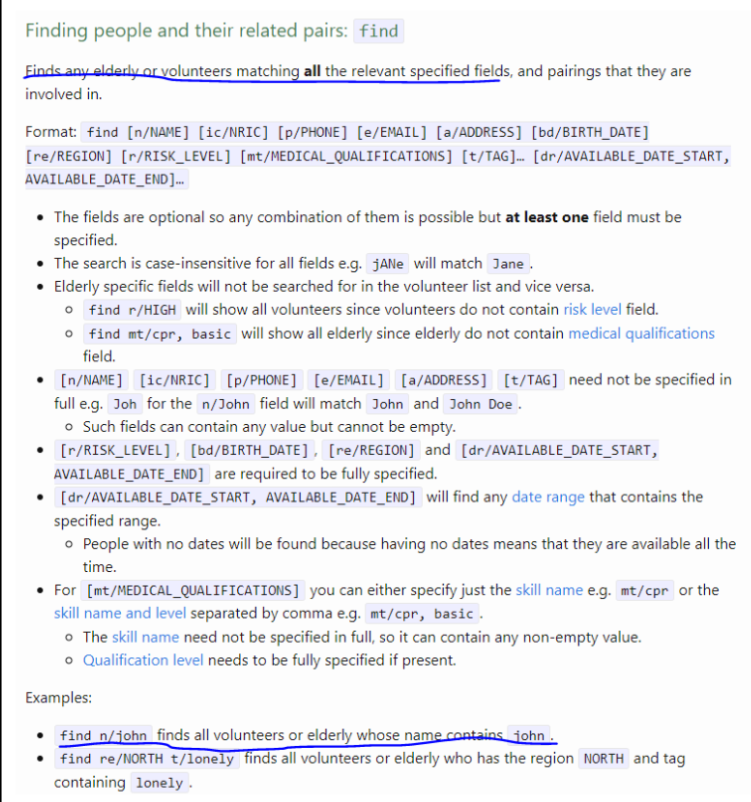 Finding people and their related pairs: find
Finds any elderly or volunteers matching all the relevant specified fields, and pairings that they are
involved in.
Format: find [n/NAME] [ic/NRIC] [p/PHONE] [e/EMAIL] [a/ADDRESS] [bd/BIRTH_DATE]
[re/REGION] [r/RISK_LEVEL] [mt/MEDICAL_QUALIFICATIONS] [t/TAG]… [dr/AVAILABLE_DATE_START,
AVAILABLE_DATE_END]…
• The fields are optional so any combination of them is possible but at least one field must be
specified.
• The search is case-insensitive for all fields e.g. jANe will match Jane .
• Elderly specific fields will not be searched for in the volunteer list and vice versa.
◦ find r/HIGH will show all volunteers since volunteers do not contain risk level field.
◦ find mt/cpr, basic will show all elderly since elderly do not contain medical qualifications
field.
• [n/NAME] [ic/NRIC] [p/PHONE] [e/EMAIL] [a/ADDRESS] [t/TAG] need not be specified in
full e.g. Joh for the n/John field will match John and John Doe .
◦ Such fields can contain any value but cannot be empty.
• [r/RISK_LEVEL] , [bd/BIRTH_DATE] , [re/REGION] and [dr/AVAILABLE_DATE_START,
AVAILABLE_DATE_END] are required to be fully specified.
• [dr/AVAILABLE_DATE_START, AVAILABLE_DATE_END] will find any date range that contains the
specified range.
◦ People with no dates will be found because having no dates means that they are available all the
time.
• For [mt/MEDICAL_QUALIFICATIONS] you can either specify just the skill name e.g. mt/cpr or the
skill name and level separated by comma e.g. mt/cpr, basic .
◦ The skill name need not be specified in full, so it can contain any non-empty value.
◦ Qualification level needs to be fully specified if present.
Examples:
• find n/john finds all volunteers or elderly whose name contains john .
• find re/NORTH t/lonely finds all volunteers or elderly who has the region NORTH and tag
containing lonely .